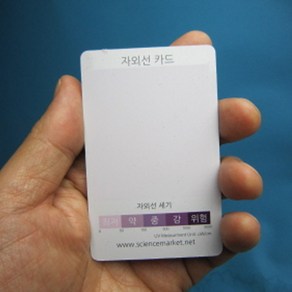 자외선 카드
자외선 세기
약 중 강 위험
www.sciencemarket.net